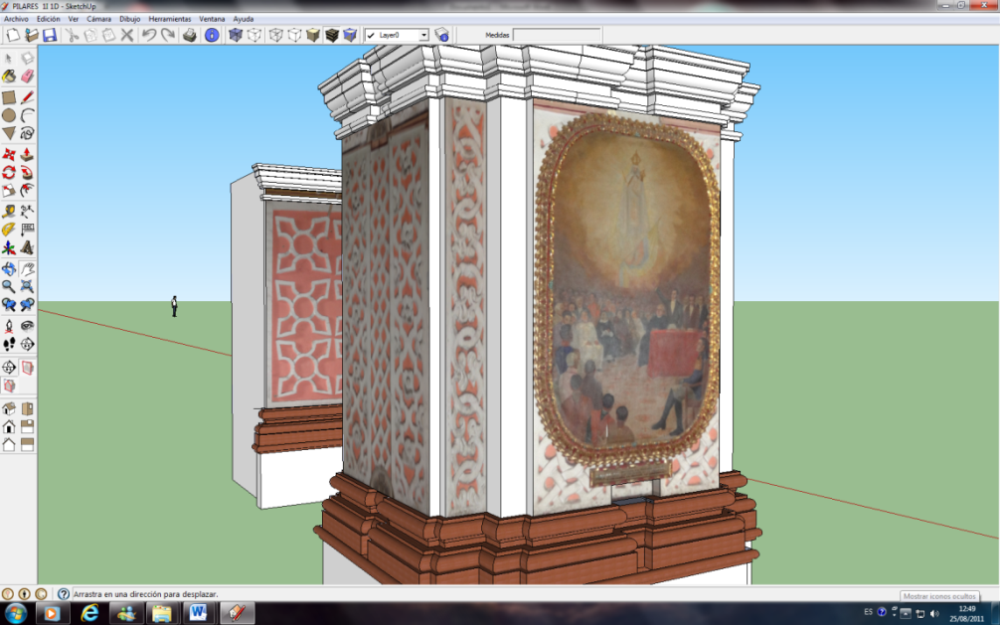 PILARES 1I 1D - SketchUp
Archivo Edición Ver Cámara Dibujo Herramientas Ventana Ayuda
Layer0 Medidas
Arrastra en una dirección para desplazar.
Mostrar iconos ocultos
ES 12:49
25/08/2011